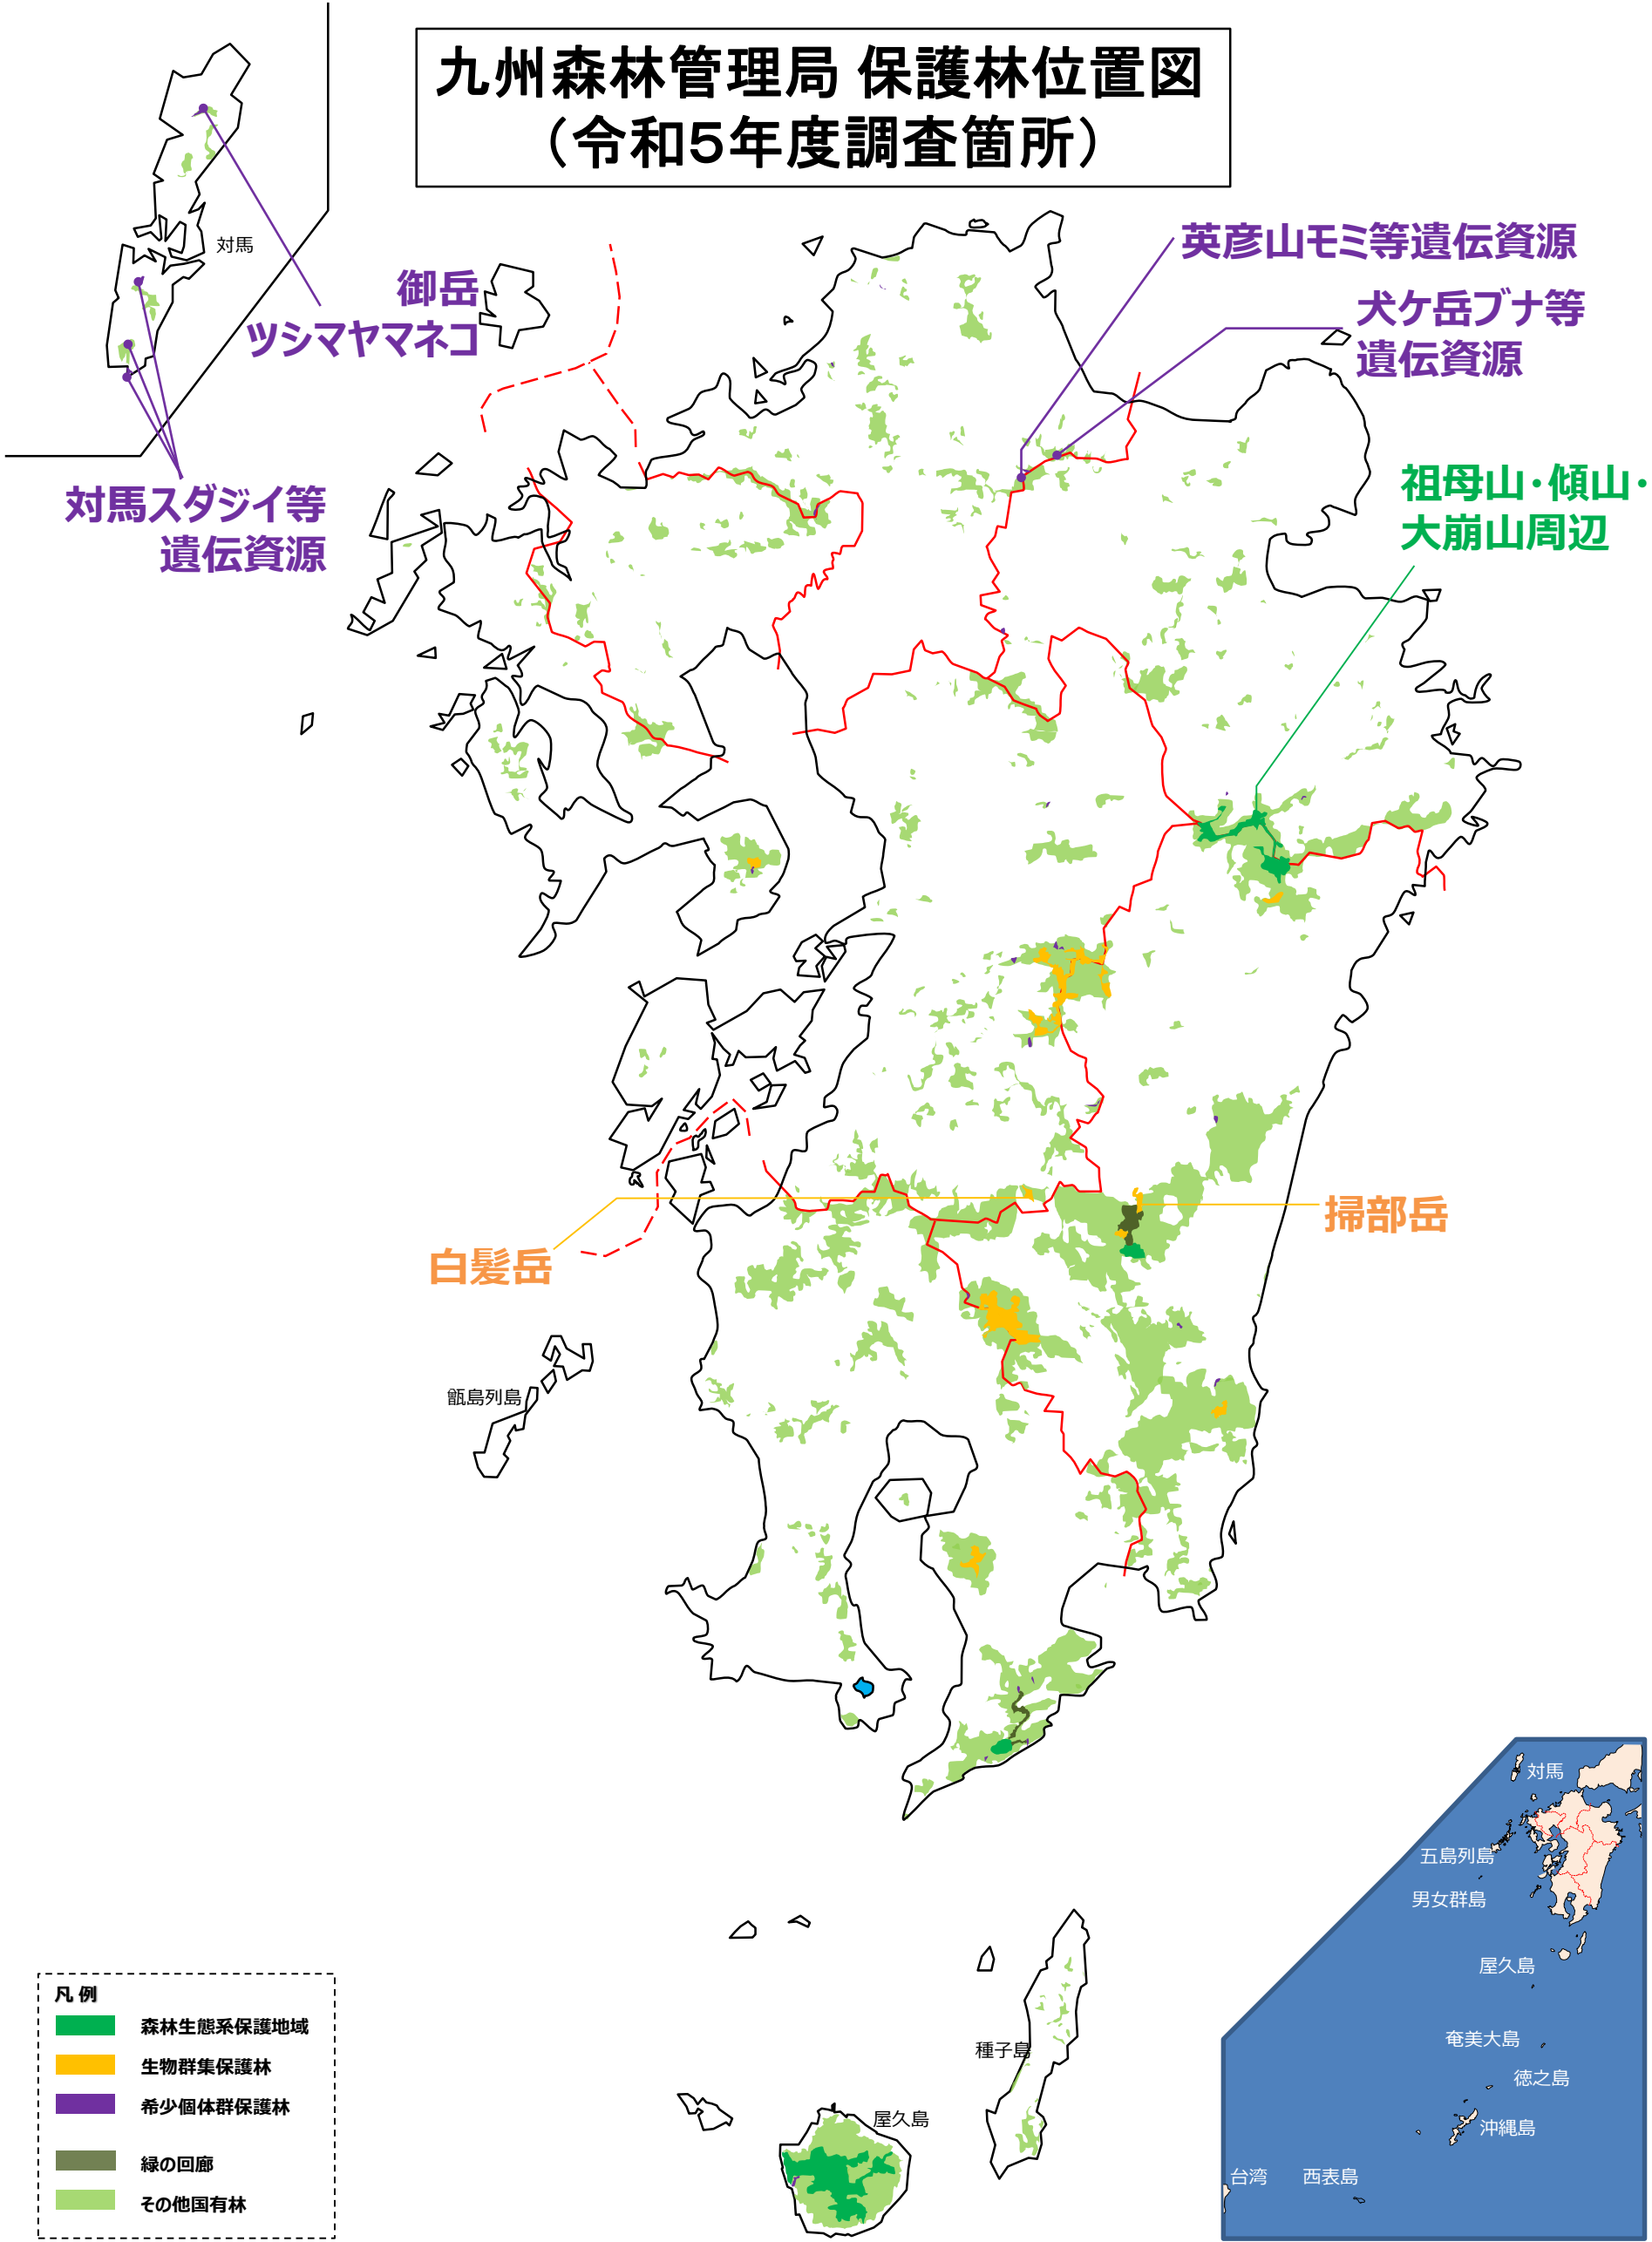 九州森林管理局 保護林位置図
（令和５年度調査箇所）
対馬
御岳
ツシマヤマネコ
対馬スダジイ等
遺伝資源
英彦山モミ等遺伝資源
犬ケ岳ブナ等
遺伝資源
祖母山・傾山・
大崩山周辺
白髪岳
掃部岳
甑島列島
種子島
屋久島
凡 例
森林生態系保護地域
生物群集保護林
希少個体群保護林
緑の回廊
その他国有林
対馬
五島列島
男女群島
屋久島
奄美大島
徳之島
沖縄島
台湾
西表島